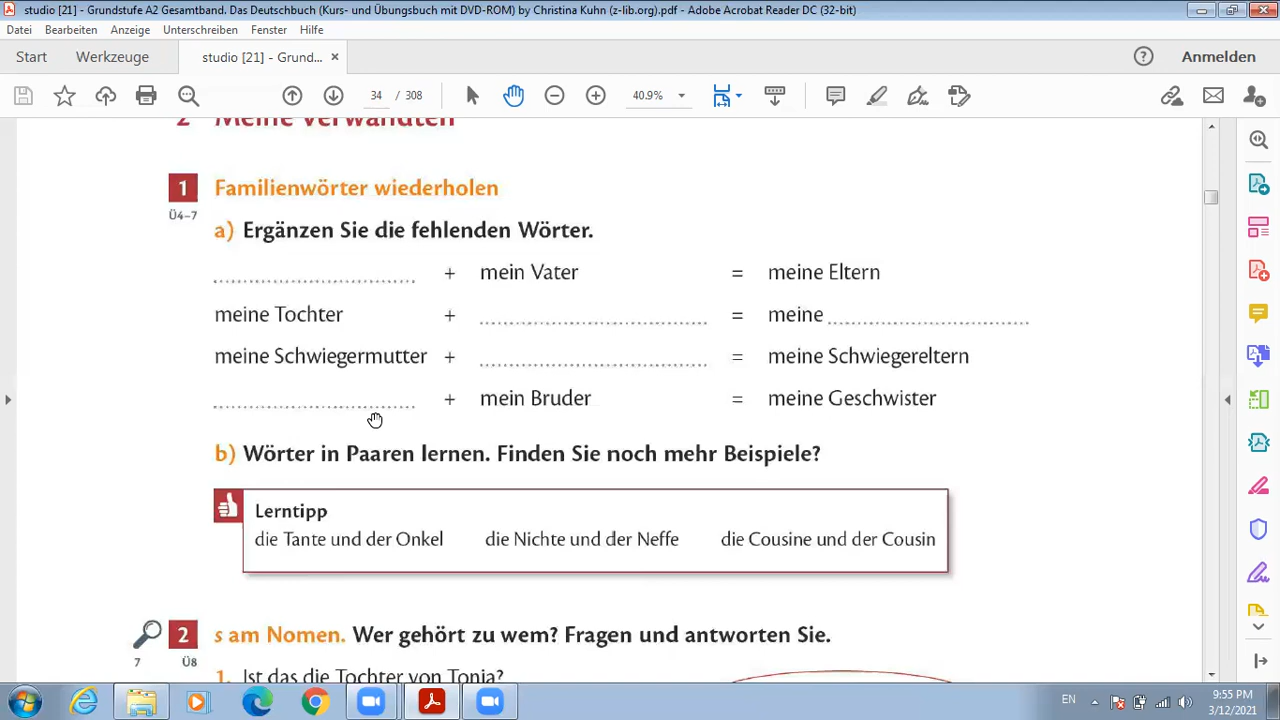 studio [21] - Grundstufe A2 Gesamtband. Das Deutschbuch (Kurs- und Übungsbuch mit DVD-ROM) by Christina Kuhn (z-lib.org).pdf - Adobe Acrobat Reader DC (32-bit)
Datei Bearbeiten Anzeige Unterschreiben Fenster Hilfe
Start Werkzeuge studio [21] - Grund... × ? Anmelden
34 / 308 40.9%
2 Meine Verwandten
1 Familienwörter wiederholen
Ü4–7
a) Ergänzen Sie die fehlenden Wörter.
+ mein Vater = meine Eltern
meine Tochter + = meine
meine Schwiegermutter + = meine Schwiegereltern
+ mein Bruder = meine Geschwister
b) Wörter in Paaren lernen. Finden Sie noch mehr Beispiele?
Lerntipp
die Tante und der Onkel die Nichte und der Neffe die Cousine und der Cousin
2 s am Nomen. Wer gehört zu wem? Fragen und antworten Sie.
7 Ü8
1. Ist das die Tochter von Tonja?
EN 9:55 PM
3/12/2021